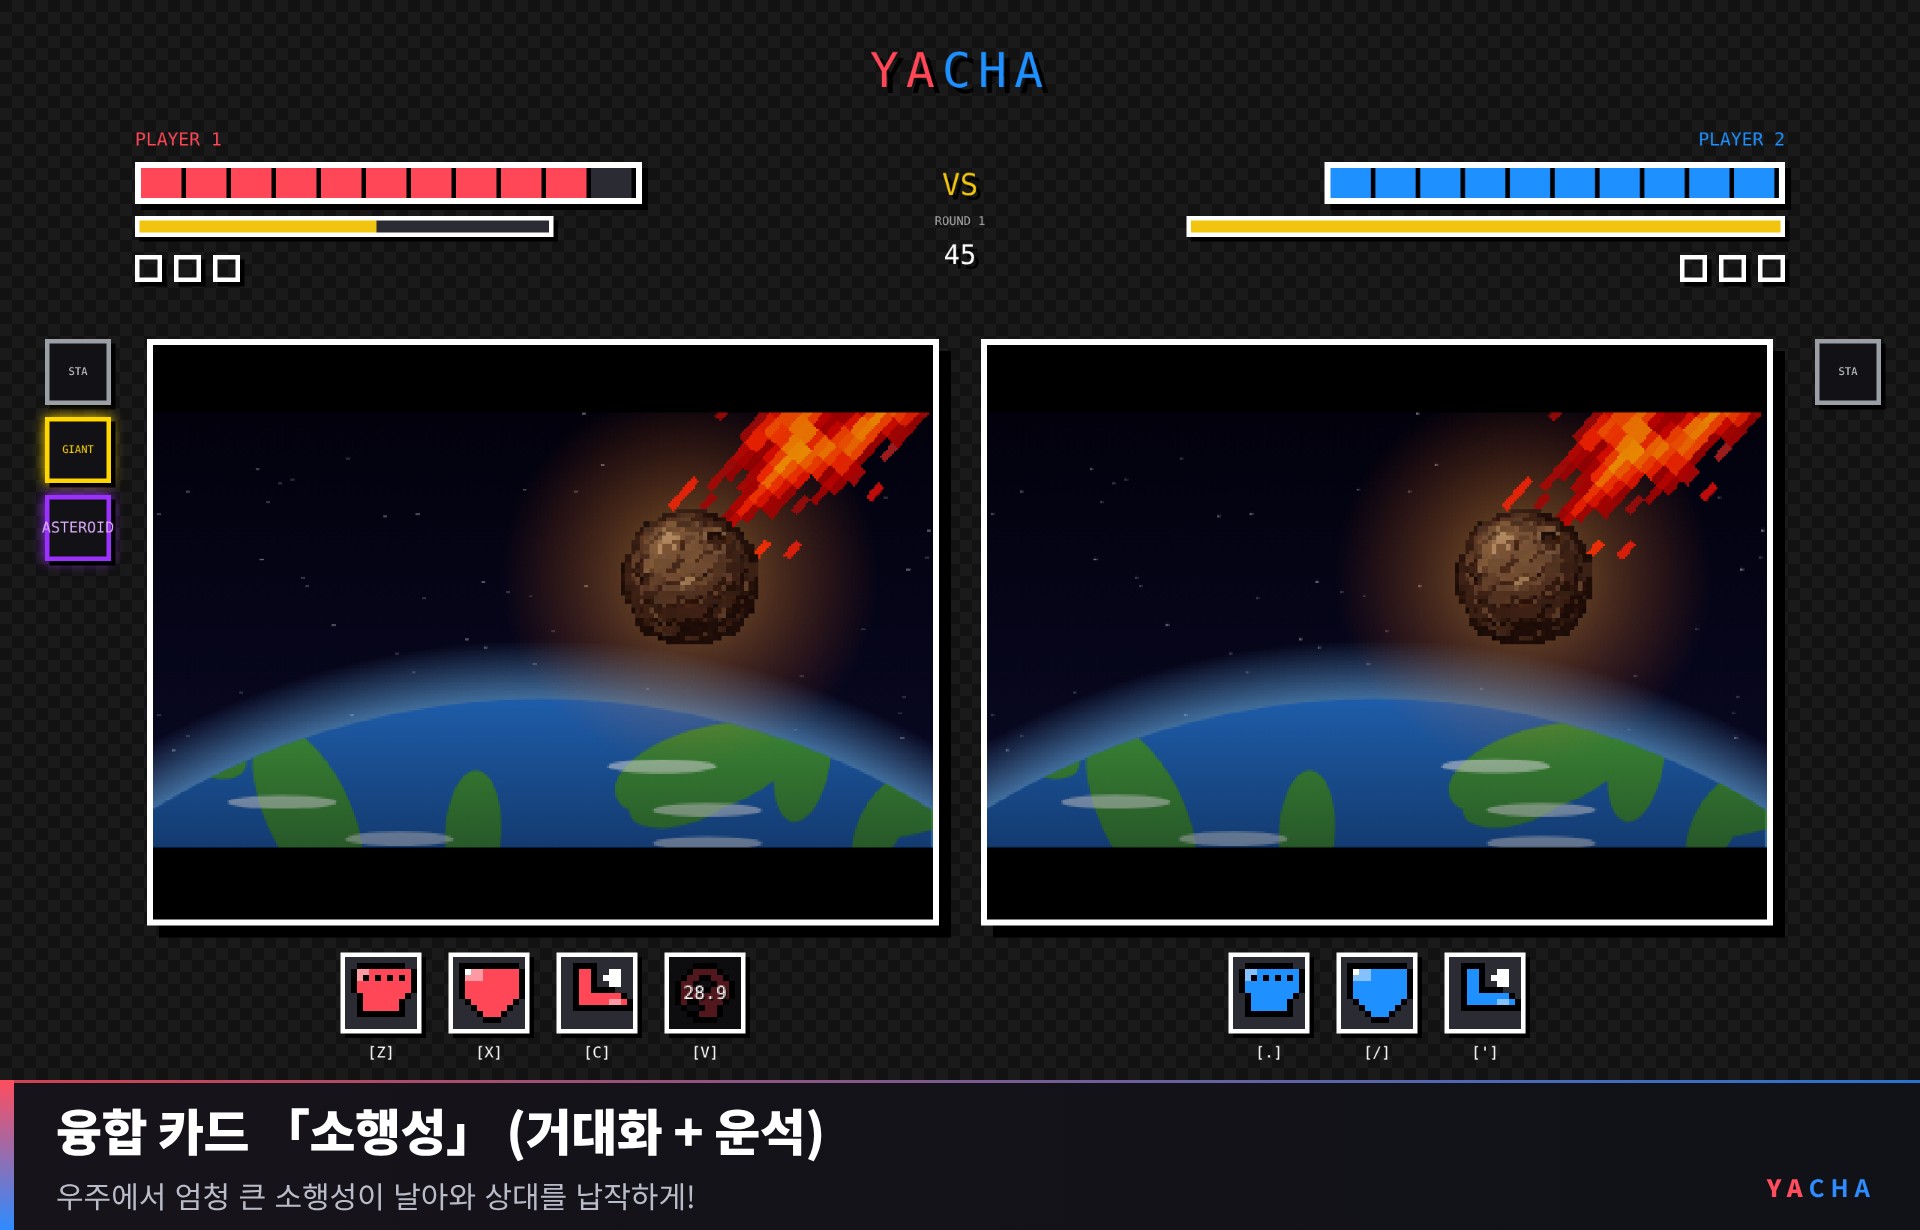 YACHA
PLAYER 1
PLAYER 2
VS
ROUND 1
45
STA
GIANT
ASTEROID
STA
28.9
[Z] [X] [C] [V]
[.] [/] [']
융합 카드 「소행성」 (거대화 + 운석)
우주에서 엄청 큰 소행성이 날아와 상대를 납작하게!
YACHA